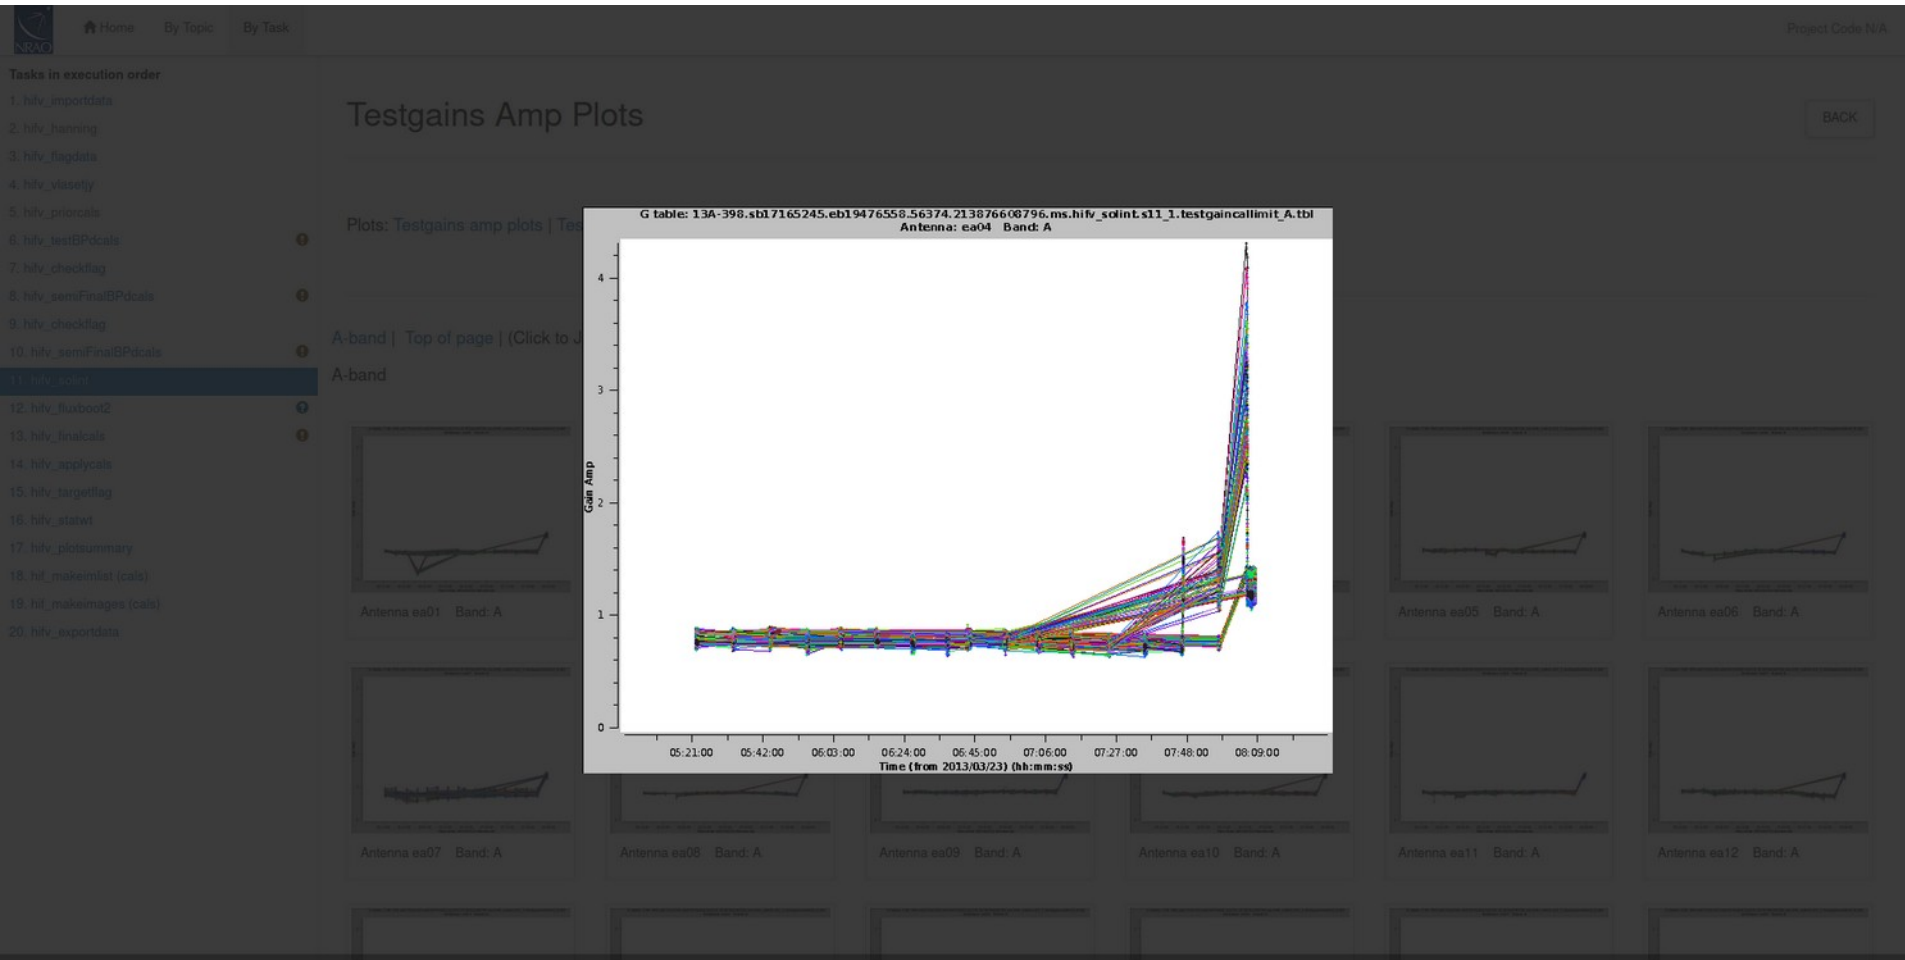 NRAO
Home By Topic By Task
Project Code N/A
Tasks in execution order
1. hifv_importdata
2. hifv_hanning
3. hifv_flagdata
4. hifv_vlasetjy
5. hifv_priorcals
6. hifv_testBPdcals
7. hifv_checkflag
8. hifv_semiFinalBPdcals
9. hifv_checkflag
10. hifv_semiFinalBPdcals
11. hifv_solint
12. hifv_fluxboot2
13. hifv_finalcals
14. hifv_applycals
15. hifv_targetflag
16. hifv_statwt
17. hifv_plotsummary
18. hif_makeimlist (cals)
19. hif_makeimages (cals)
20. hifv_exportdata
Testgains Amp Plots
BACK
Plots: Testgains amp plots | Tes
A-band | Top of page | (Click to J
A-band
G table: 13A-398.sb17165245.eb19476558.56374.213876608796.ms.hifv_solint.s11_1.testgaincallimit_A.tbl
Antenna: ea04 Band: A
Gain Amp
4
3
2
1
0
05:21:00 05:42:00 06:03:00 06:24:00 06:45:00 07:06:00 07:27:00 07:48:00 08:09:00
Time (from 2013/03/23) (hh:mm:ss)
Antenna ea01 Band: A
Antenna ea05 Band: A
Antenna ea06 Band: A
Antenna ea07 Band: A
Antenna ea08 Band: A
Antenna ea09 Band: A
Antenna ea10 Band: A
Antenna ea11 Band: A
Antenna ea12 Band: A